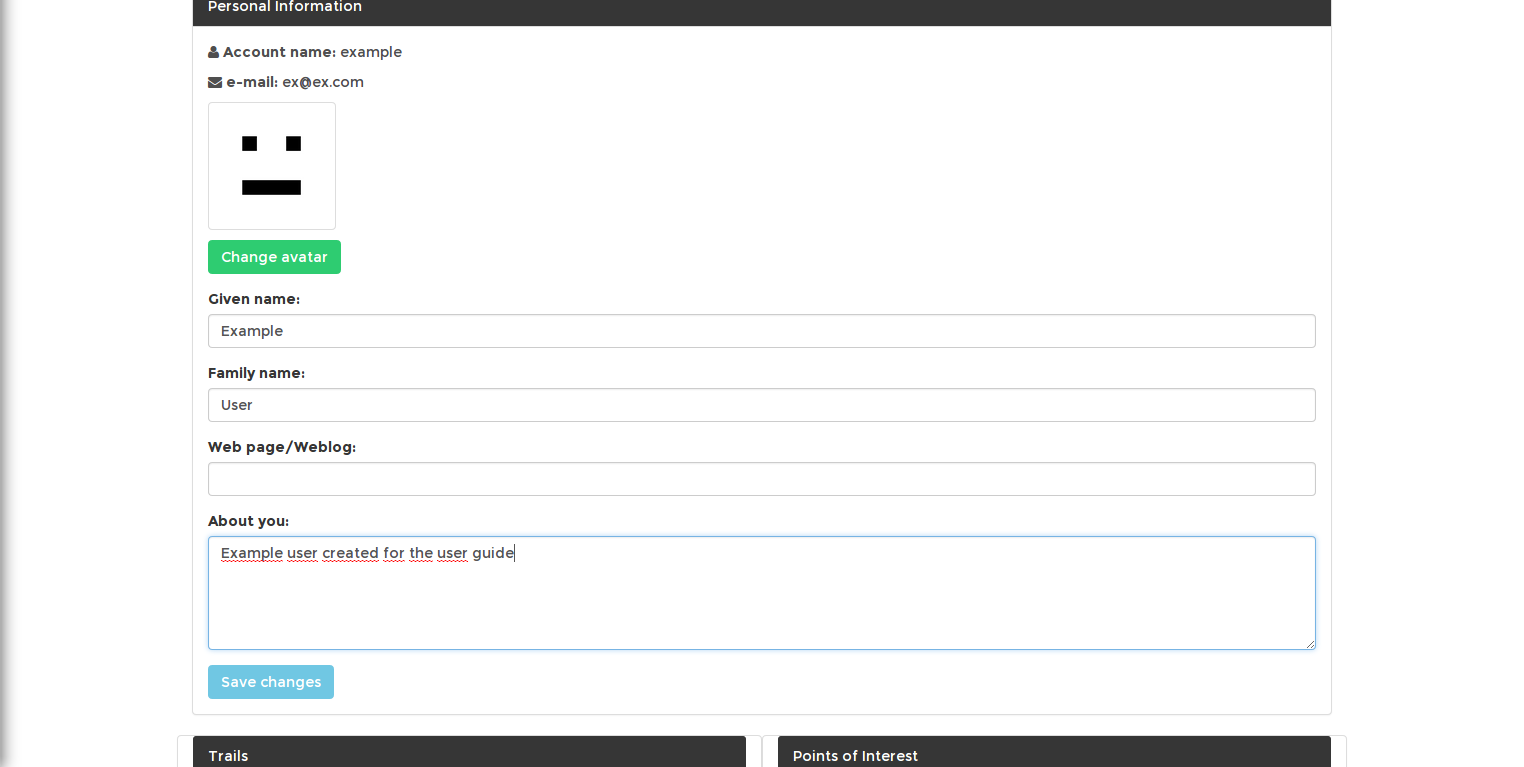 Personal Information
Account name: example
e-mail: ex@ex.com
Change avatar
Given name:
Example
Family name:
User
Web page/Weblog:
About you:
Example user created for the user guide
Save changes
Trails
Points of Interest